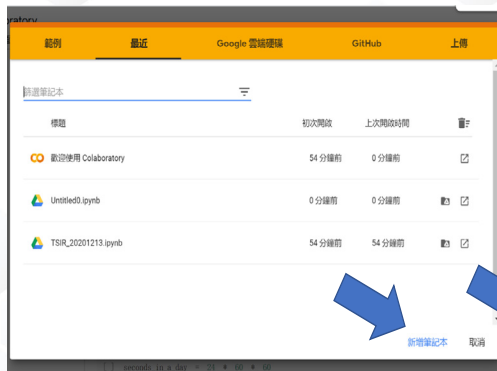 ratory
範例 最近 Google 雲端硬碟 GitHub 上傳
篩選筆記本
標題 初次開啟 上次開啟時間
歡迎使用 Colaboratory 54 分鐘前 0 分鐘前
Untitled0.ipynb 0 分鐘前 0 分鐘前
TSIR_20201213.ipynb 54 分鐘前 54 分鐘前
新增筆記本 取消
seconds in a day = 24 * 60 * 60